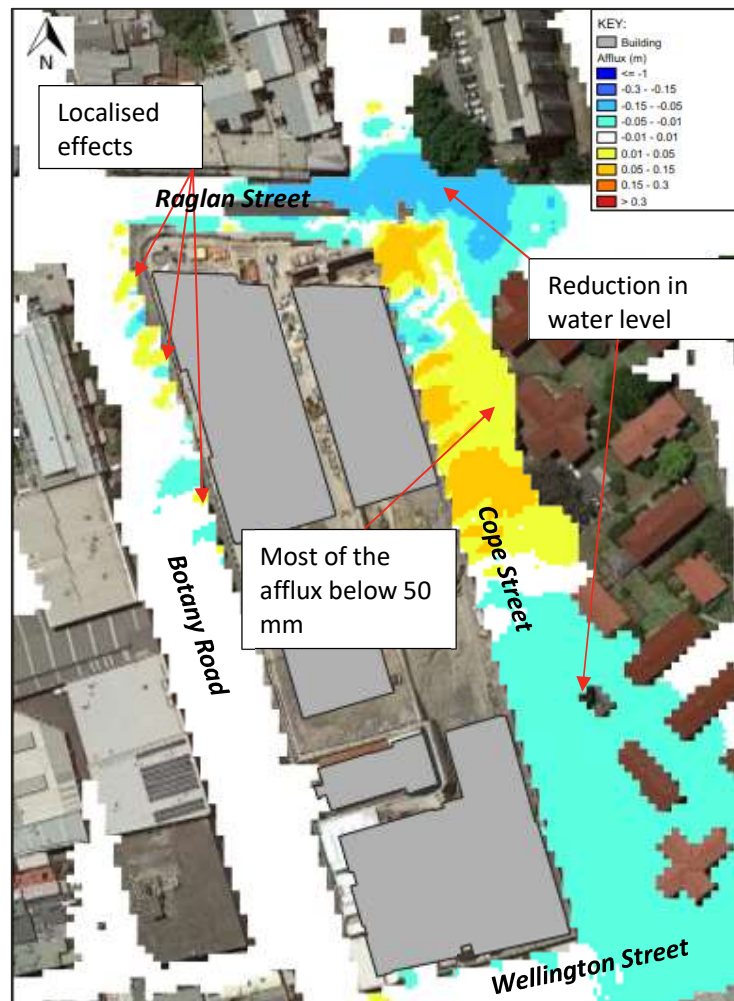 KEY:
Building
Afflux (m)
<= -1
-0.3 - -0.15
-0.15 - -0.05
-0.05 - -0.01
-0.01 - 0.01
0.01 - 0.05
0.05 - 0.15
0.15 - 0.3
> 0.3
N
Localised
effects
Raglan Street
Reduction in
water level
Cope Street
Most of the
afflux below 50
mm
Botany Road
Wellington Street